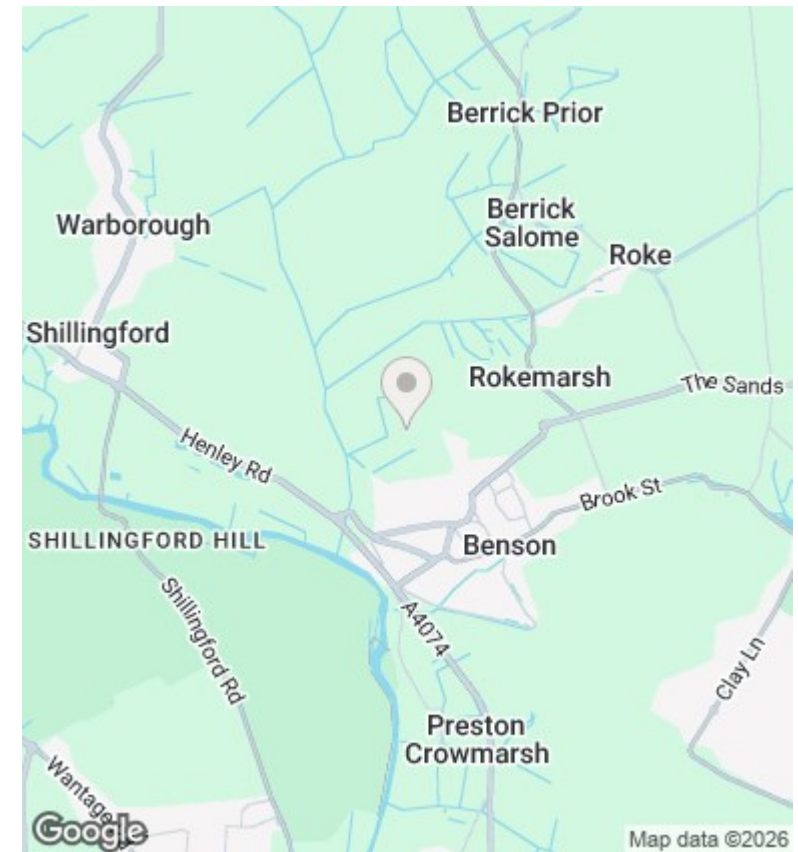 Berrick Prior
Warborough
Berrick
Salome
Roke
Shillingford
Rokemarsh
The Sands
Henley Rd
Brook St
SHILLINGFORD HILL
Benson
Shillingford Rd
A4074
Clay Ln
Preston
Crowmarsh
Wantage
Google
Map data ©2026